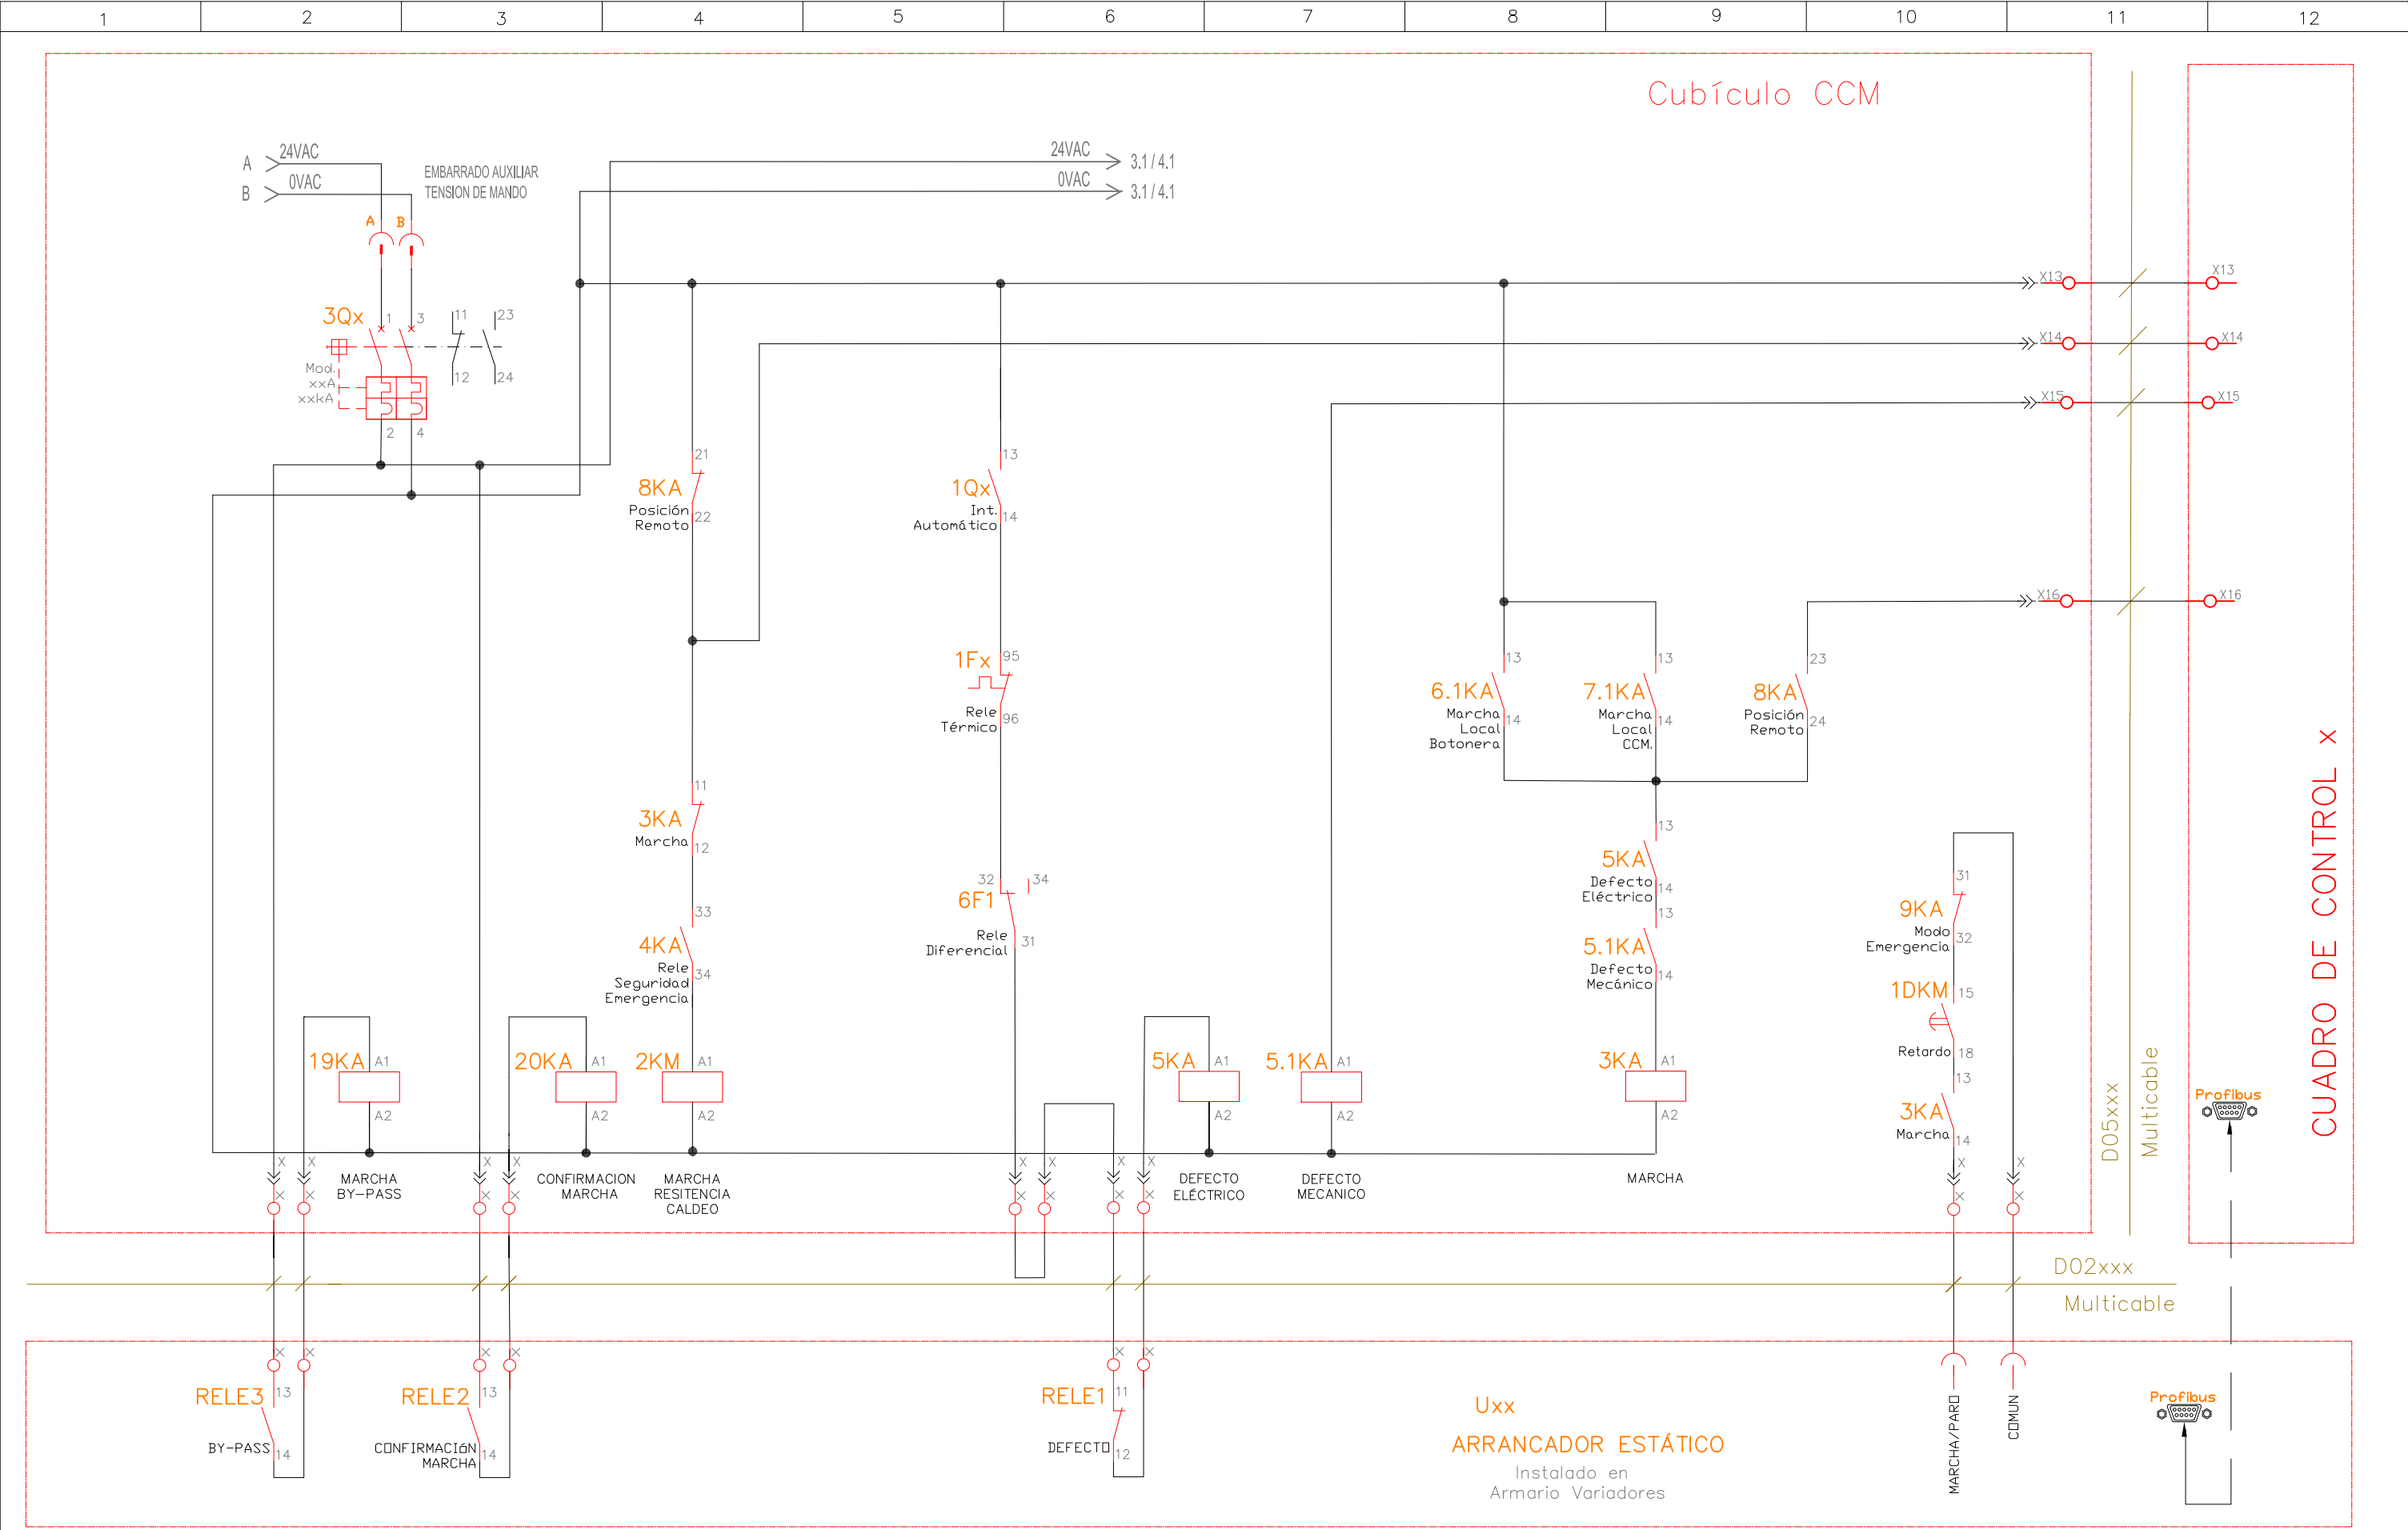 1 2 3 4 5 6 7 8 9 10 11 12
Cubículo CCM
A 24VAC
B 0VAC
EMBARRADO AUXILIAR
TENSION DE MANDO
24VAC 3.1/4.1
0VAC 3.1/4.1
A B
X13 X13
3Qx 1 3 11 23
X14 X14
Mod.
xxA
xxkA
12 24
X15 X15
2 4
21
8KA
Posición
Remoto
22
13
1Qx
Int.
Automático
14
X16 X16
95
1Fx
Rele
Térmico
96
13
6.1KA
Marcha
Local
Botonera
14
13
7.1KA
Marcha
Local
CCM.
14
23
8KA
Posición
Remoto
24
11
3KA
Marcha
12
13
5KA
Defecto
Eléctrico
14
33
4KA
Rele
Seguridad
Emergencia
34
32 34
6F1
Rele
Diferencial
31
13
5.1KA
Defecto
Mecánico
14
31
9KA
Modo
Emergencia
32
1DKM 15
Retardo 18
13
3KA
Marcha
14
19KA A1
A2
20KA A1
A2
2KM A1
A2
5KA A1
A2
5.1KA A1
A2
3KA A1
A2
X X X X X X X X X X
X X X X X X X X X X
MARCHA
BY-PASS
CONFIRMACION
MARCHA
MARCHA
RESITENCIA
CALDEO
DEFECTO
ELÉCTRICO
DEFECTO
MECANICO
MARCHA
D05xxx
Multicable
Profibus
CUADRO DE CONTROL x
D02xxx
Multicable
X X X X X X
RELE3 13
BY-PASS 14
RELE2 13
CONFIRMACIóN
MARCHA
14
RELE1 11
DEFECTO 12
Uxx
ARRANCADOR ESTÁTICO
Instalado en
Armario Variadores
MARCHA/PARO
COMUN
Profibus